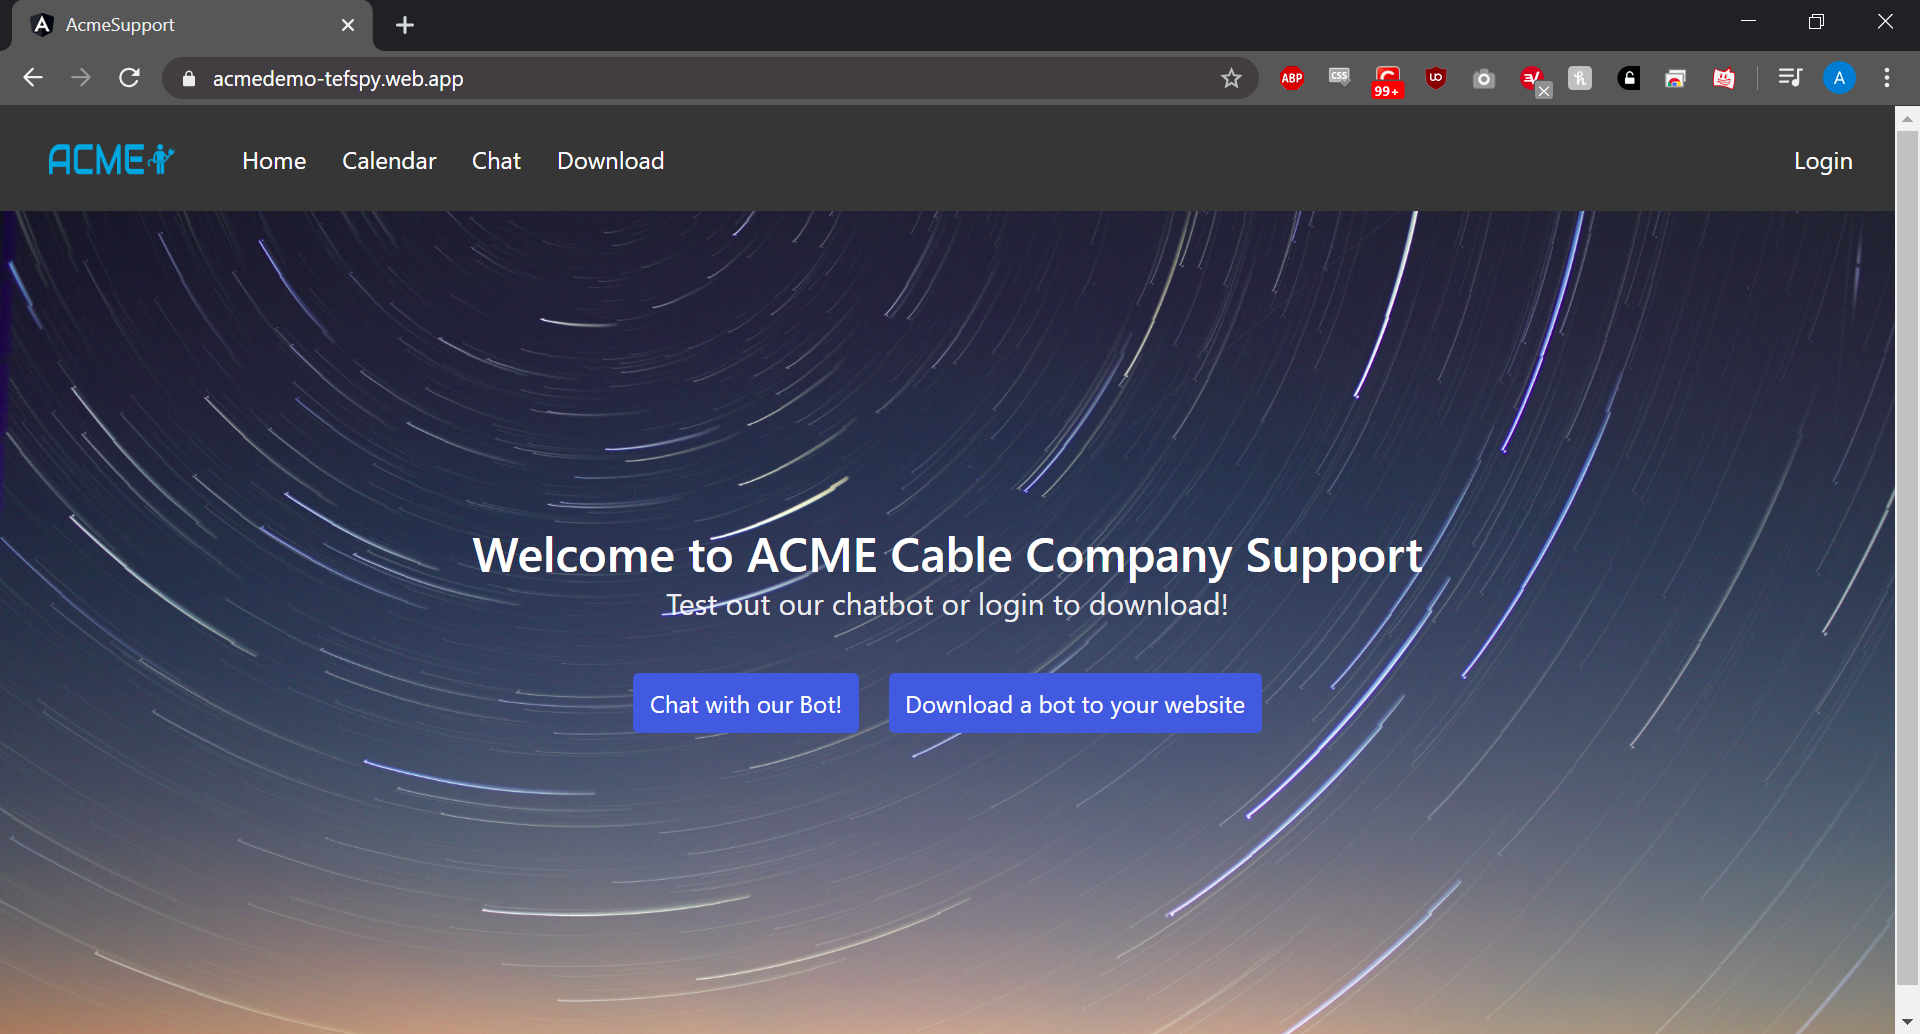 AcmeSupport
acmedemo-tefspy.web.app
ABP
CSS
99+
UO
A
ACME
Home
Calendar
Chat
Download
Login
Welcome to ACME Cable Company Support
Test out our chatbot or login to download!
Chat with our Bot!
Download a bot to your website